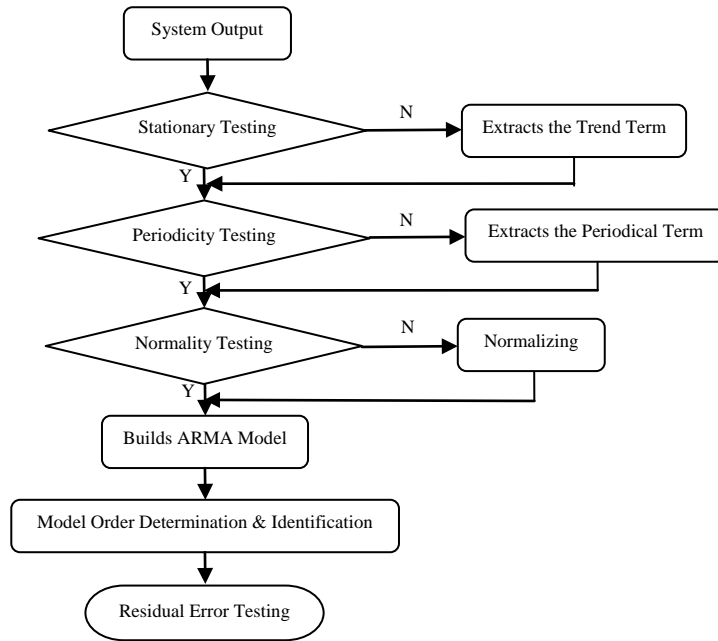 System Output
Stationary Testing
N
Extracts the Trend Term
Y
Periodicity Testing
N
Extracts the Periodical Term
Y
Normality Testing
N
Normalizing
Y
Builds ARMA Model
Model Order Determination & Identification
Residual Error Testing